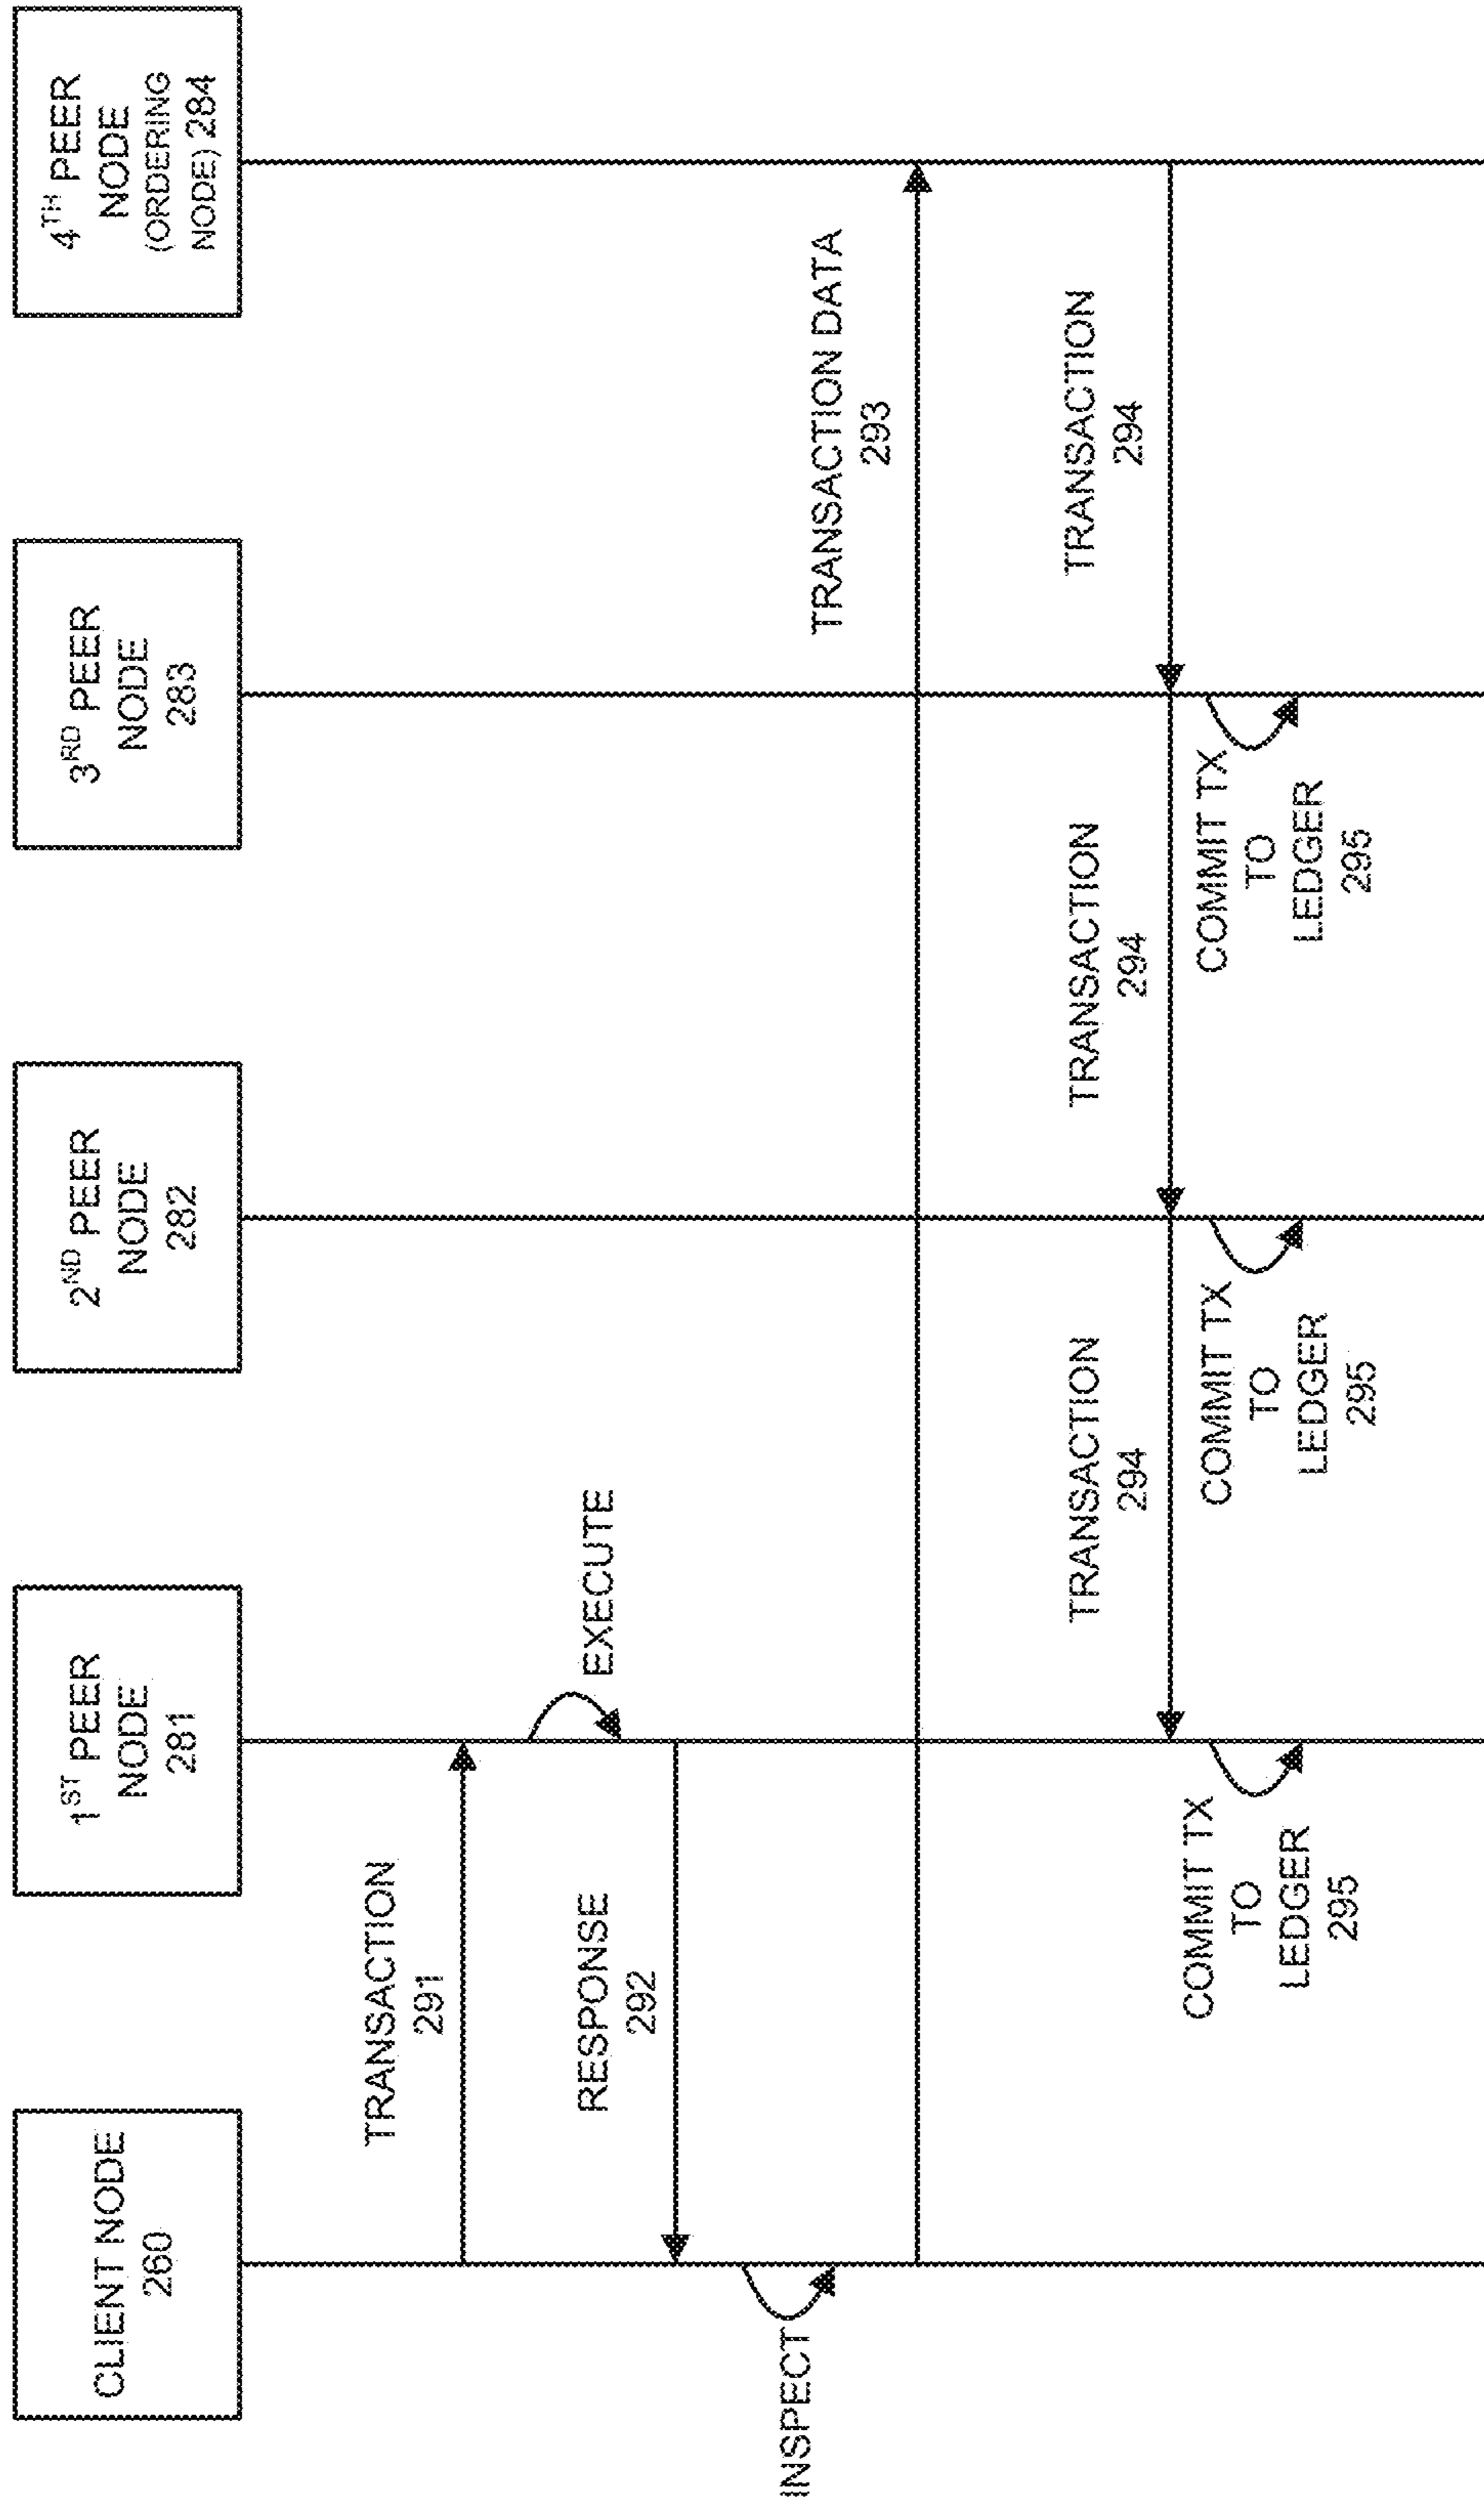 CLIENT NODE
260
1ST PEER
NODE
281
2ND PEER
NODE
282
3RD PEER
NODE
283
4TH PEER
NODE
(ORDERING
NODE) 284
TRANSACTION
291
EXECUTE
RESPONSE
292
INSPECT
TRANSACTION DATA
293
TRANSACTION
294
TRANSACTION
294
TRANSACTION
294
COMMIT TX
TO
LEDGER
295
COMMIT TX
TO
LEDGER
295
COMMIT TX
TO
LEDGER
295